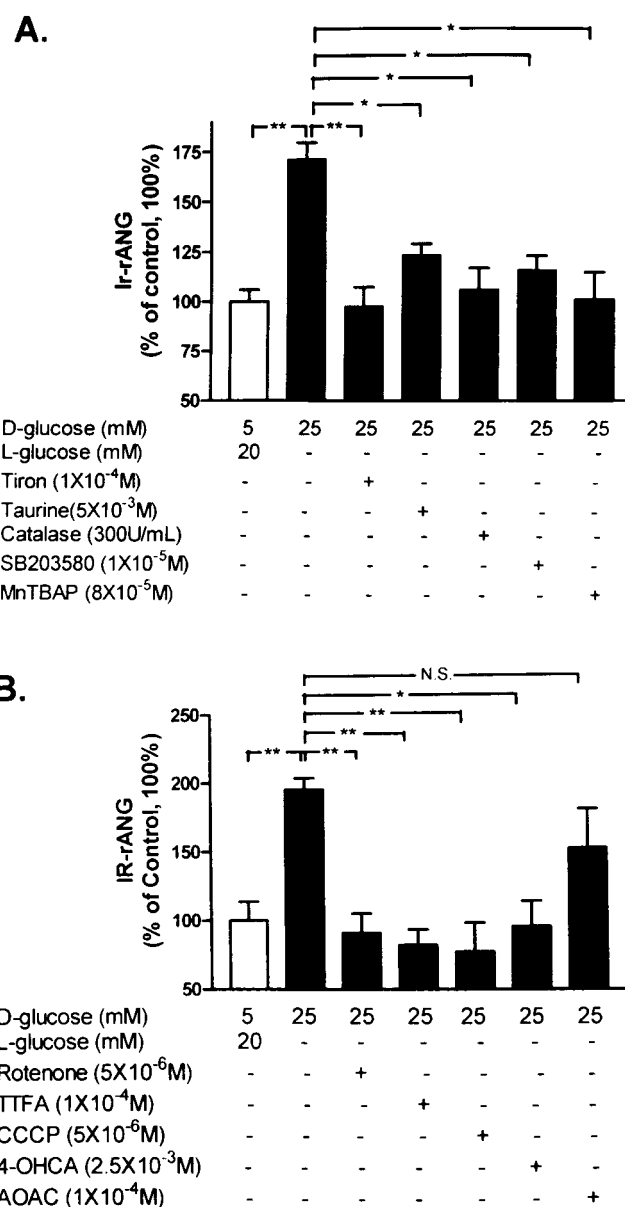 A.
*
*
*
*
** **
Ir-rANG
(% of control, 100%)
175
150
125
100
75
50
D-glucose (mM) 5 25 25 25 25 25 25
L-glucose (mM) 20 - - - - - -
Tiron (1X10⁻⁴M) - - + - - - -
Taurine(5X10⁻³M) - - - + - - -
Catalase (300U/mL) - - - - + - -
SB203580 (1X10⁻⁵M) - - - - - + -
MnTBAP (8X10⁻⁵M) - - - - - - +
B.
N.S.
*
**
**
** **
IR-rANG
(% of Control, 100%)
250
200
150
100
50
D-glucose (mM) 5 25 25 25 25 25 25
L-glucose (mM) 20 - - - - - -
Rotenone (5X10⁻⁶M) - - + - - - -
TTFA (1X10⁻⁴M) - - - + - - -
CCCP (5X10⁻⁶M) - - - - + - -
4-OHCA (2.5X10⁻³M) - - - - - + -
AOAC (1X10⁻⁴M) - - - - - - +